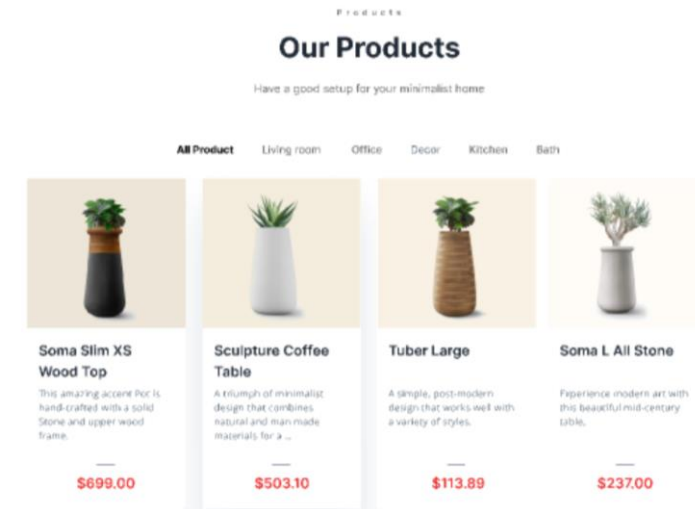 Products
Our Products
Have a good setup for your minimalist home
All Product Living room Office Decor Kitchen Bath
Soma Slim XS
Wood Top
This amazing accent Pot is
hand-crafted with a solid
Stone and upper wood
frame.
$699.00
Sculpture Coffee
Table
A triumph of minimalist
design that combines
natural and man made
materials for a ...
$503.10
Tuber Large
A simple, post-modern
design that works well with
a variety of styles.
$113.89
Soma L All Stone
Experience modern art with
this beautiful mid-century
table.
$237.00